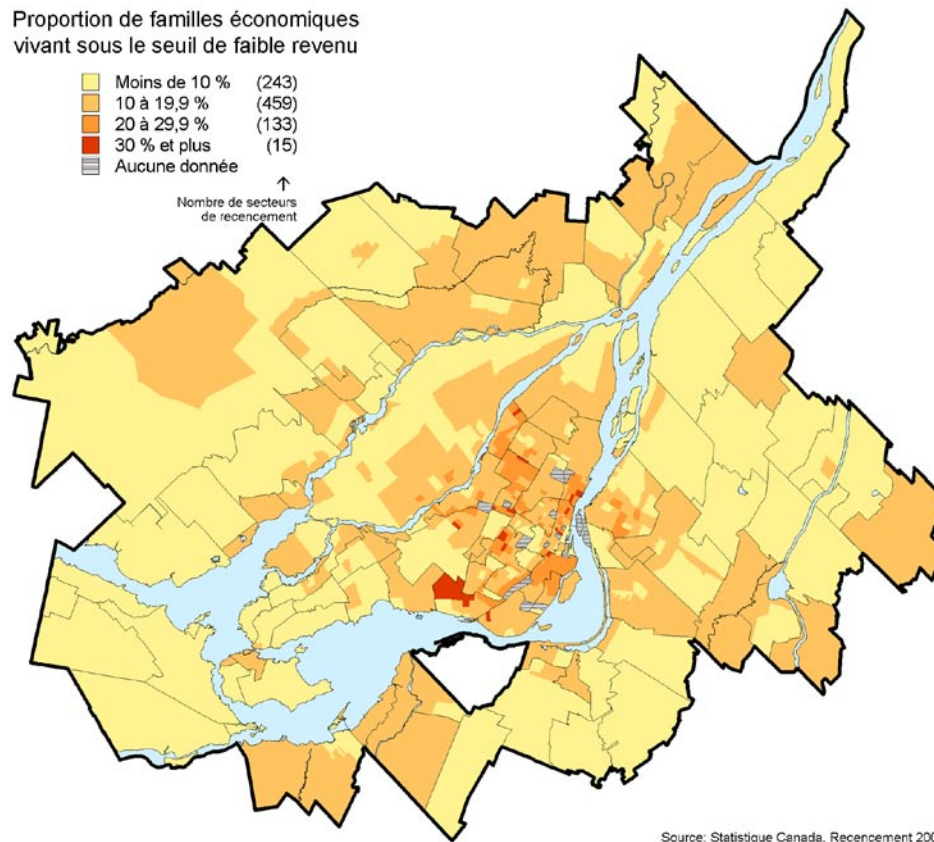 Proportion de familles économiques
vivant sous le seuil de faible revenu
Moins de 10 % (243)
10 à 19,9 % (459)
20 à 29,9 % (133)
30 % et plus (15)
Aucune donnée
Nombre de secteurs
de recencement
Source: Statistique Canada, Recencement 200